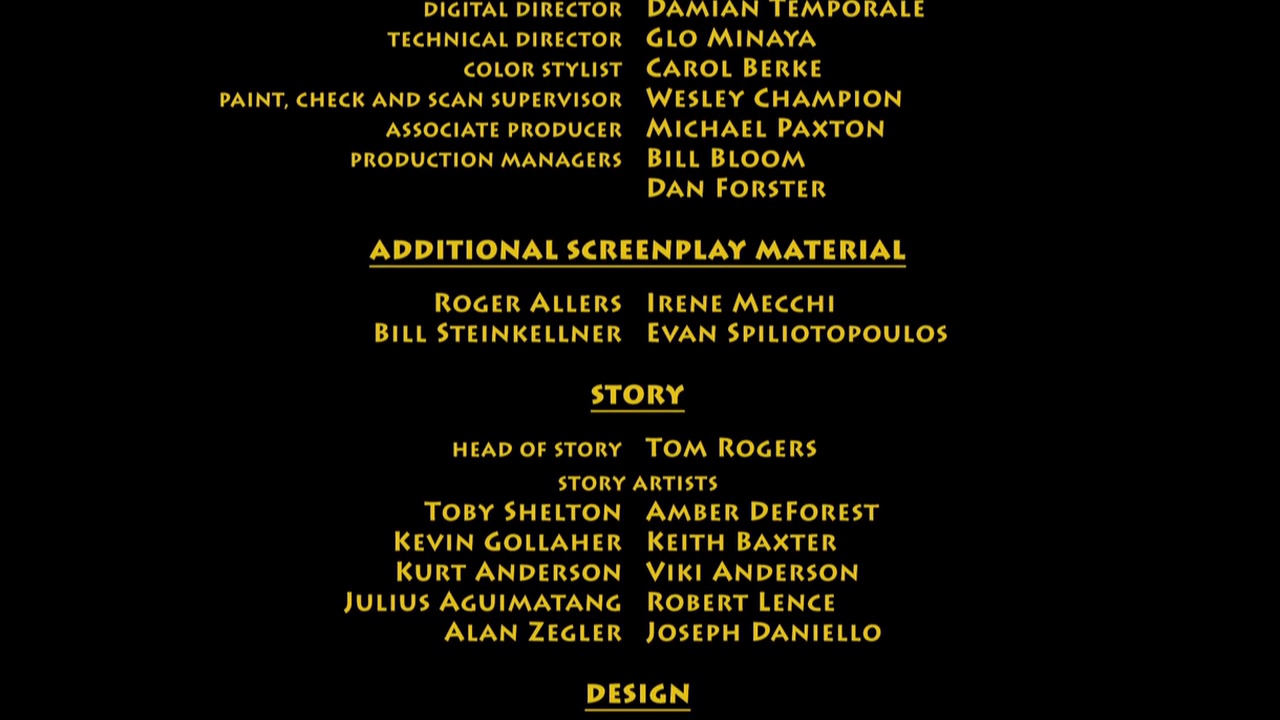 DIGITAL DIRECTOR DAMIAN TEMPORALE
TECHNICAL DIRECTOR GLO MINAYA
COLOR STYLIST CAROL BERKE
PAINT, CHECK AND SCAN SUPERVISOR WESLEY CHAMPION
ASSOCIATE PRODUCER MICHAEL PAXTON
PRODUCTION MANAGERS BILL BLOOM
DAN FORSTER
ADDITIONAL SCREENPLAY MATERIAL
ROGER ALLERS IRENE MECCHI
BILL STEINKELLNER EVAN SPILIOTOPOULOS
STORY
HEAD OF STORY TOM ROGERS
STORY ARTISTS
TOBY SHELTON AMBER DEFOREST
KEVIN GOLLAHER KEITH BAXTER
KURT ANDERSON VIKI ANDERSON
JULIUS AGUIMATANG ROBERT LENCE
ALAN ZEGLER JOSEPH DANIELLO
DESIGN